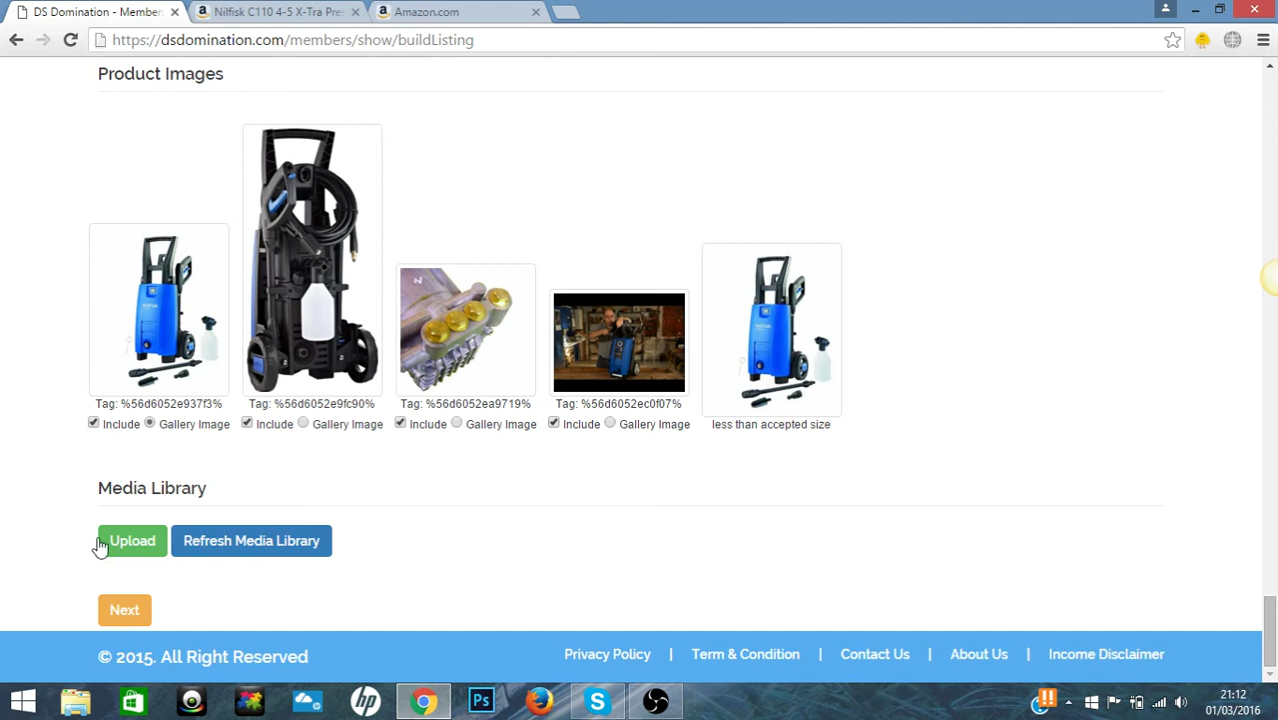 DS Domination - Member
Nilfisk C110 4-5 X-Tra Pres
Amazon.com
https://dsdomination.com/members/show/buildListing
Product Images
Tag: %56d6052e937f3%
Include Gallery Image
Tag: %56d6052e9fc90%
Include Gallery Image
Tag: %56d6052ea9719%
Include Gallery Image
Tag: %56d6052ec0f07%
Include Gallery Image
less than accepted size
Media Library
Upload Refresh Media Library
Next
© 2015. All Right Reserved
Privacy Policy | Term & Condition | Contact Us | About Us | Income Disclaimer
21:12
01/03/2016